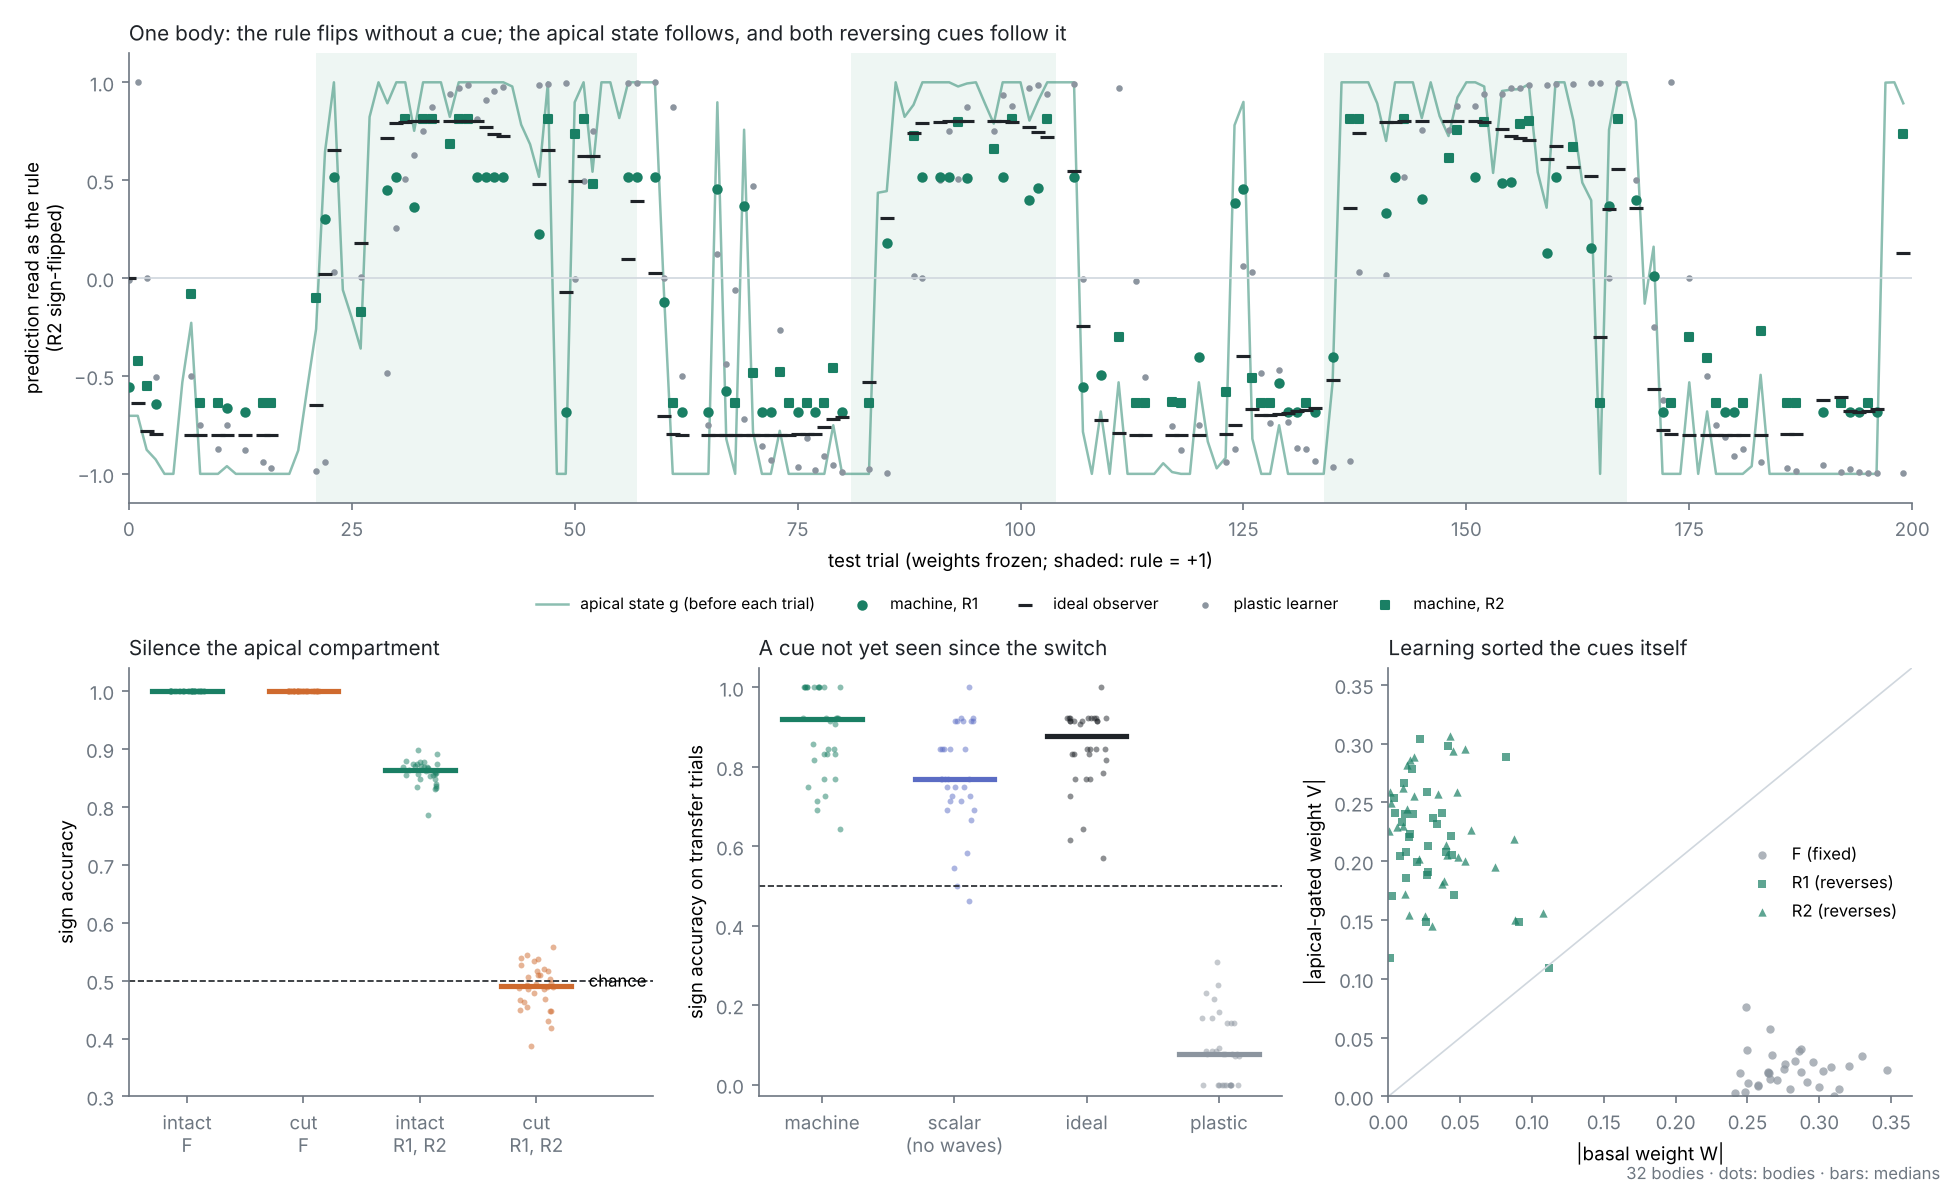 One body: the rule flips without a cue; the apical state follows, and both reversing cues follow it
prediction read as the rule
(R2 sign-flipped)
1.0
0.5
0.0
−0.5
−1.0
0
25
50
75
100
125
150
175
200
test trial (weights frozen; shaded: rule = +1)
apical state g (before each trial)
machine, R1
ideal observer
plastic learner
machine, R2
Silence the apical compartment
sign accuracy
1.0
0.9
0.8
0.7
0.6
0.5
0.4
0.3
chance
intact
F
cut
F
intact
R1, R2
cut
R1, R2
A cue not yet seen since the switch
sign accuracy on transfer trials
1.0
0.8
0.6
0.4
0.2
0.0
machine
scalar
(no waves)
ideal
plastic
Learning sorted the cues itself
|apical-gated weight V|
0.35
0.30
0.25
0.20
0.15
0.10
0.05
0.00
F (fixed)
R1 (reverses)
R2 (reverses)
0.00
0.05
0.10
0.15
0.20
0.25
0.30
0.35
|basal weight W|
32 bodies · dots: bodies · bars: medians